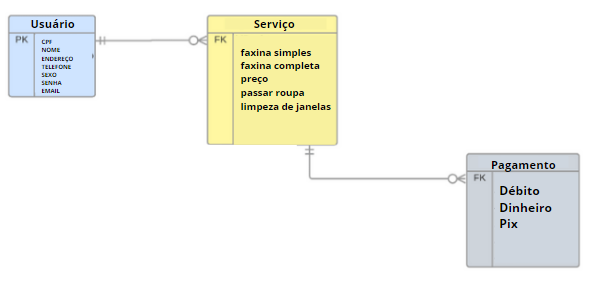 Usuário
PK
CPF
NOME
ENDEREÇO
TELEFONE
SEXO
SENHA
EMAIL
Serviço
FK
faxina simples
faxina completa
preço
passar roupa
limpeza de janelas
Pagamento
FK
Débito
Dinheiro
Pix